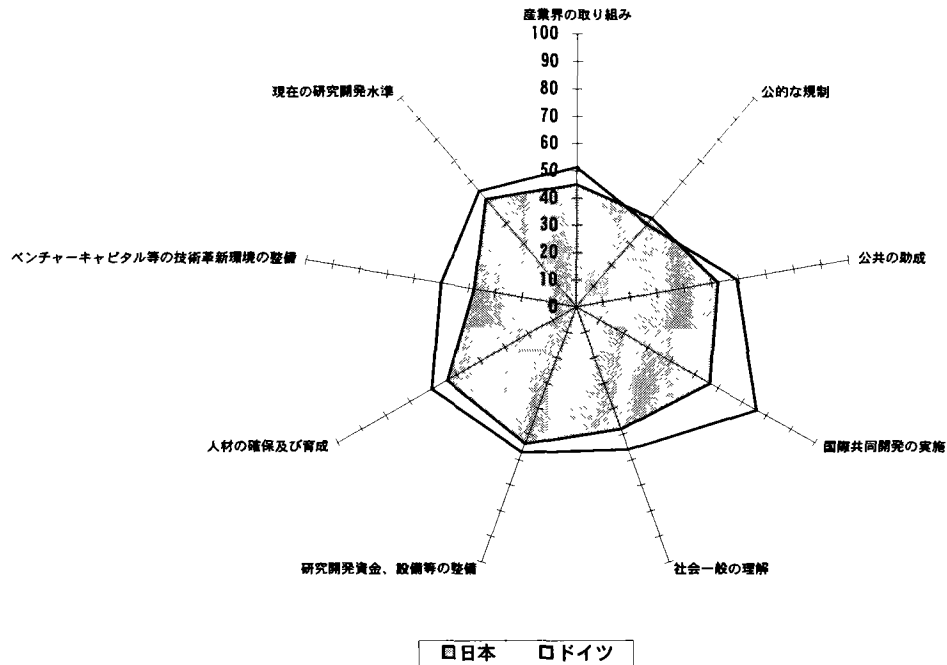 産業界の取り組み
100
90
80
70
60
50
40
30
20
10
0
公的な規制
公共の助成
国際共同開発の実施
社会一般の理解
研究開発資金、設備等の整備
人材の確保及び育成
ベンチャーキャピタル等の技術革新環境の整備
現在の研究開発水準
日本 ドイツ